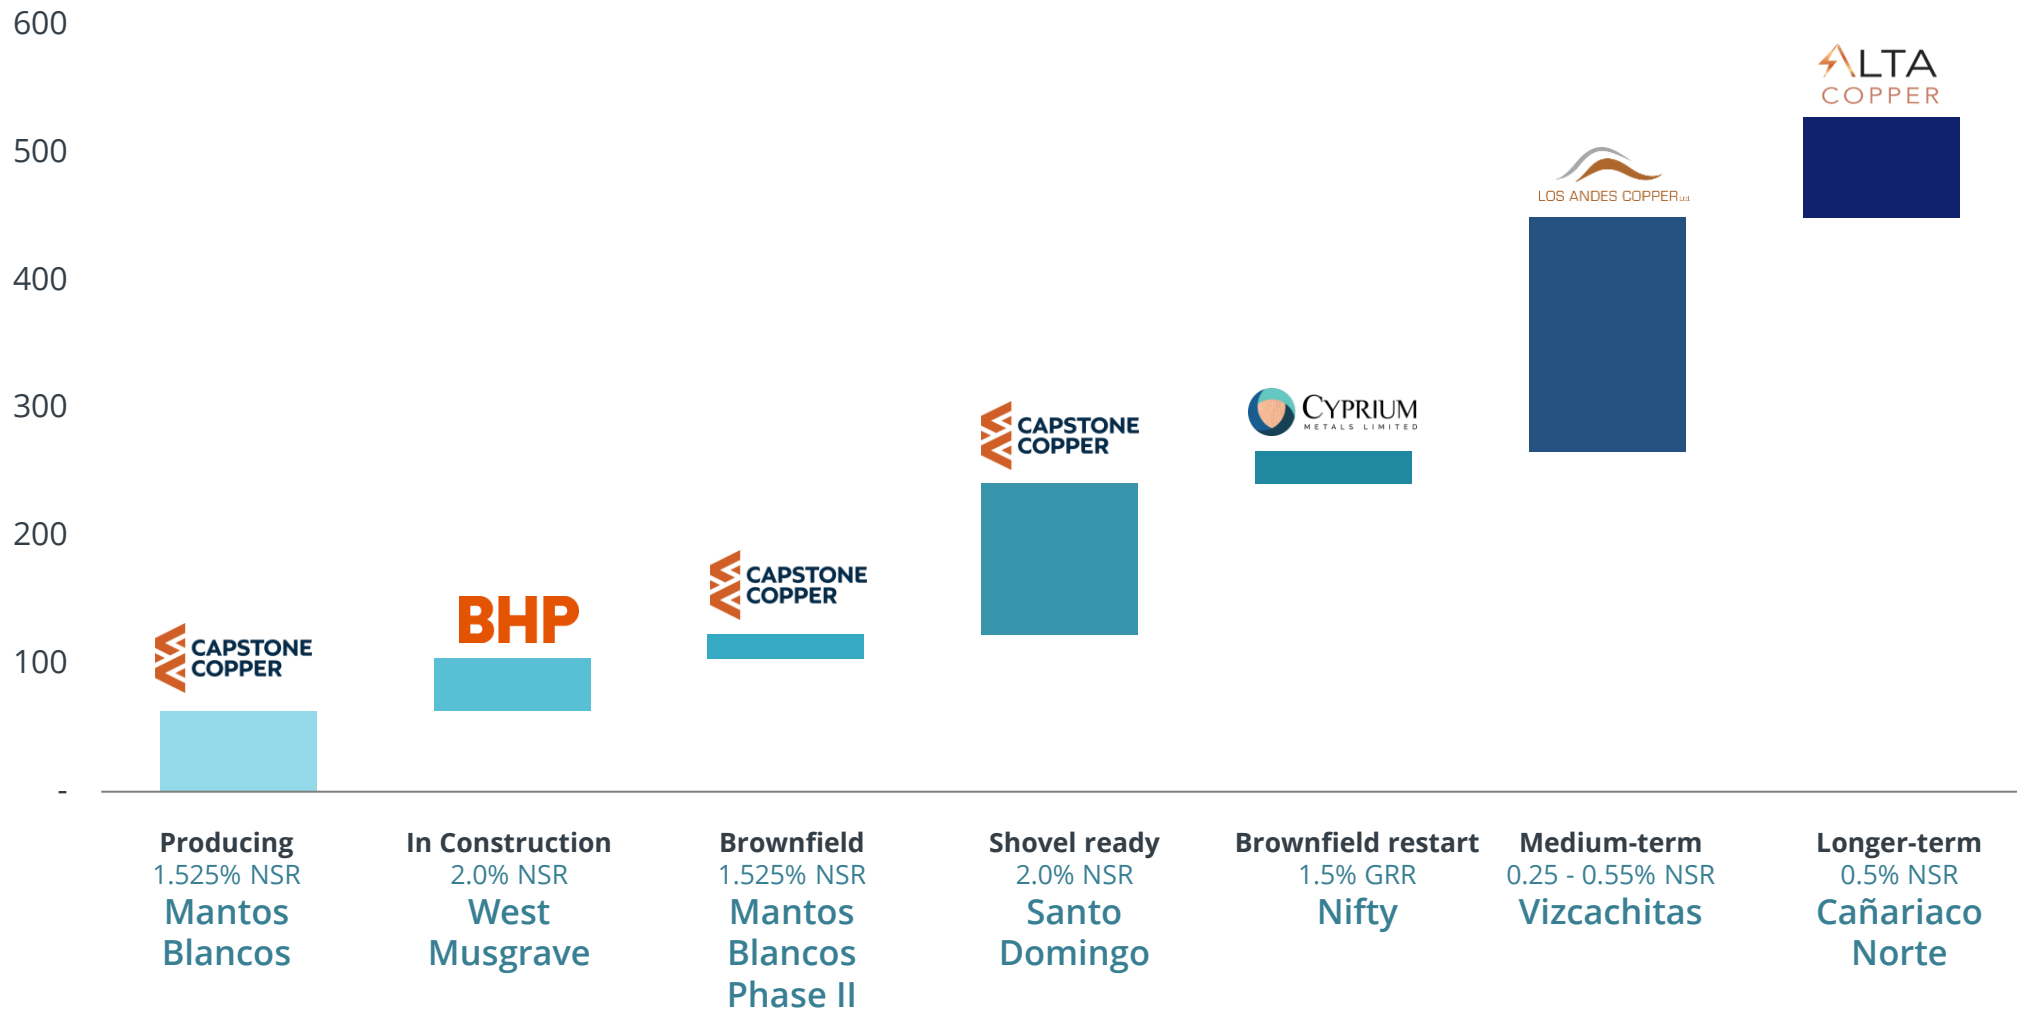 600
500
400
300
200
100
-
CAPSTONE
COPPER
BHP
CAPSTONE
COPPER
CAPSTONE
COPPER
CYPRIUM
METALS LIMITED
LOS ANDES COPPER Ltd.
ALTA
COPPER
Producing
1.525% NSR
Mantos
Blancos
In Construction
2.0% NSR
West
Musgrave
Brownfield
1.525% NSR
Mantos
Blancos
Phase II
Shovel ready
2.0% NSR
Santo
Domingo
Brownfield restart
1.5% GRR
Nifty
Medium-term
0.25 - 0.55% NSR
Vizcachitas
Longer-term
0.5% NSR
Cañariaco
Norte